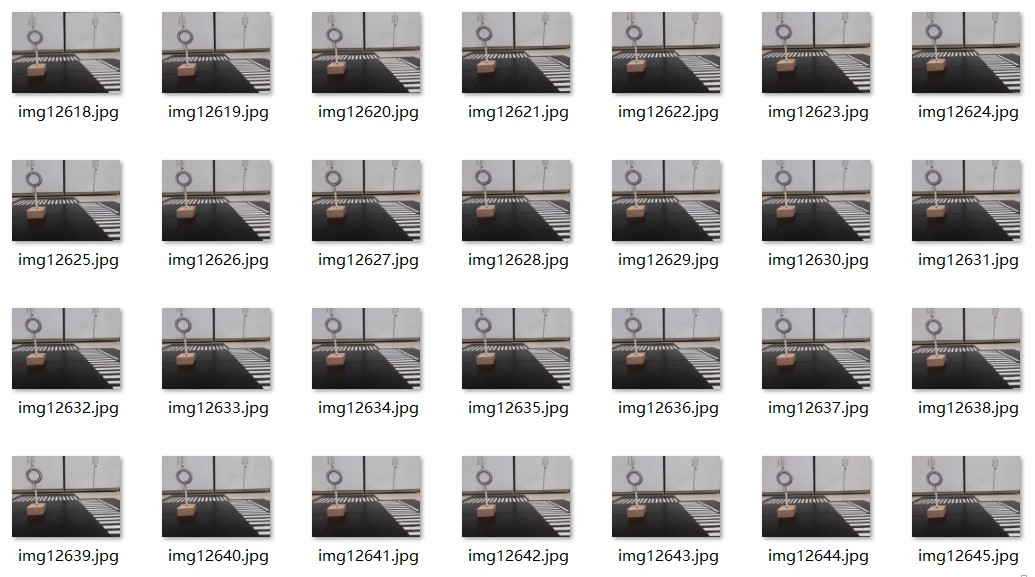 img12618.jpg img12619.jpg img12620.jpg img12621.jpg img12622.jpg img12623.jpg img12624.jpg
img12625.jpg img12626.jpg img12627.jpg img12628.jpg img12629.jpg img12630.jpg img12631.jpg
img12632.jpg img12633.jpg img12634.jpg img12635.jpg img12636.jpg img12637.jpg img12638.jpg
img12639.jpg img12640.jpg img12641.jpg img12642.jpg img12643.jpg img12644.jpg img12645.jpg